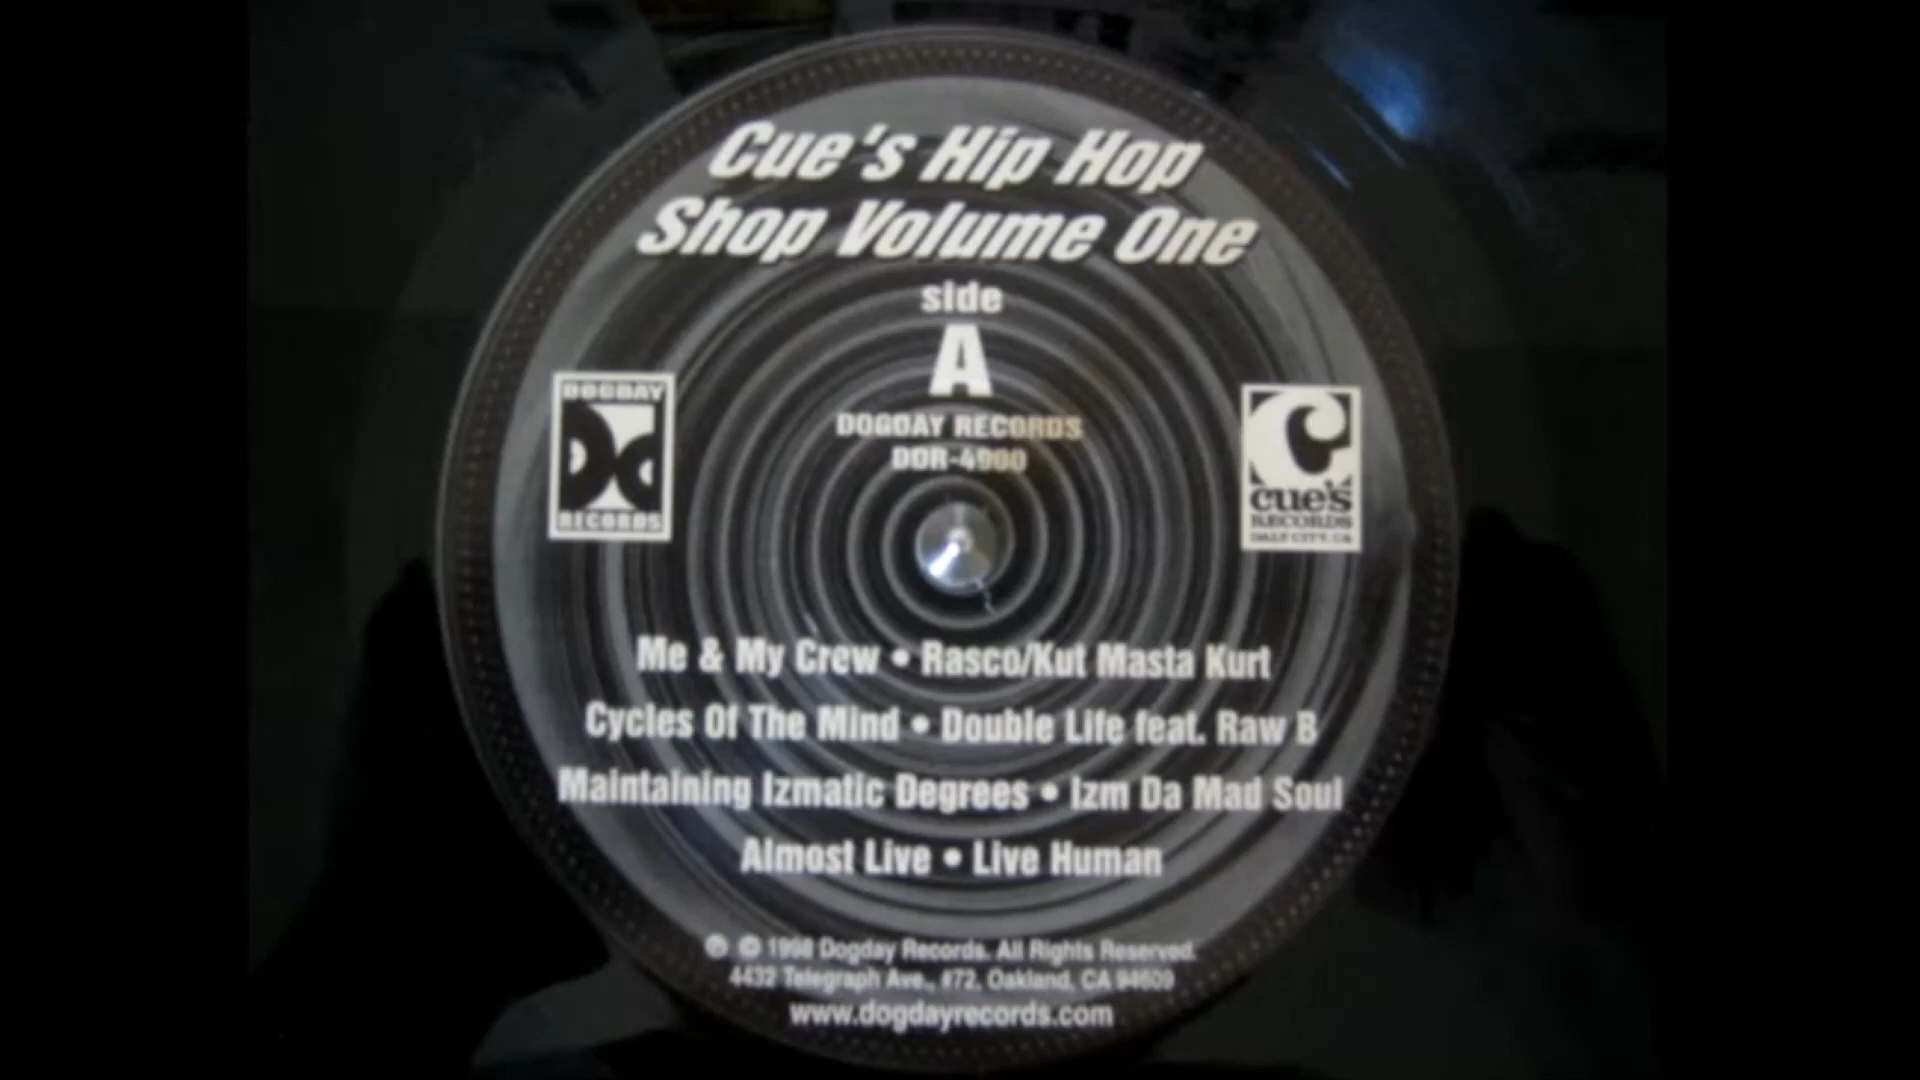 Cue's Hip Hop
Shop Volume One
side
A
DOGDAY RECORDS
DDR-4900
DOGDAY
RECORDS
cue's
RECORDS
DALY CITY, CA
Me & My Crew • Rasco/Kut Masta Kurt
Cycles Of The Mind • Double Life feat. Raw B
Maintaining Izmatic Degrees • Izm Da Mad Soul
Almost Live • Live Human
℗ © 1998 Dogday Records. All Rights Reserved.
4432 Telegraph Ave., #72, Oakland, CA 94609
www.dogdayrecords.com